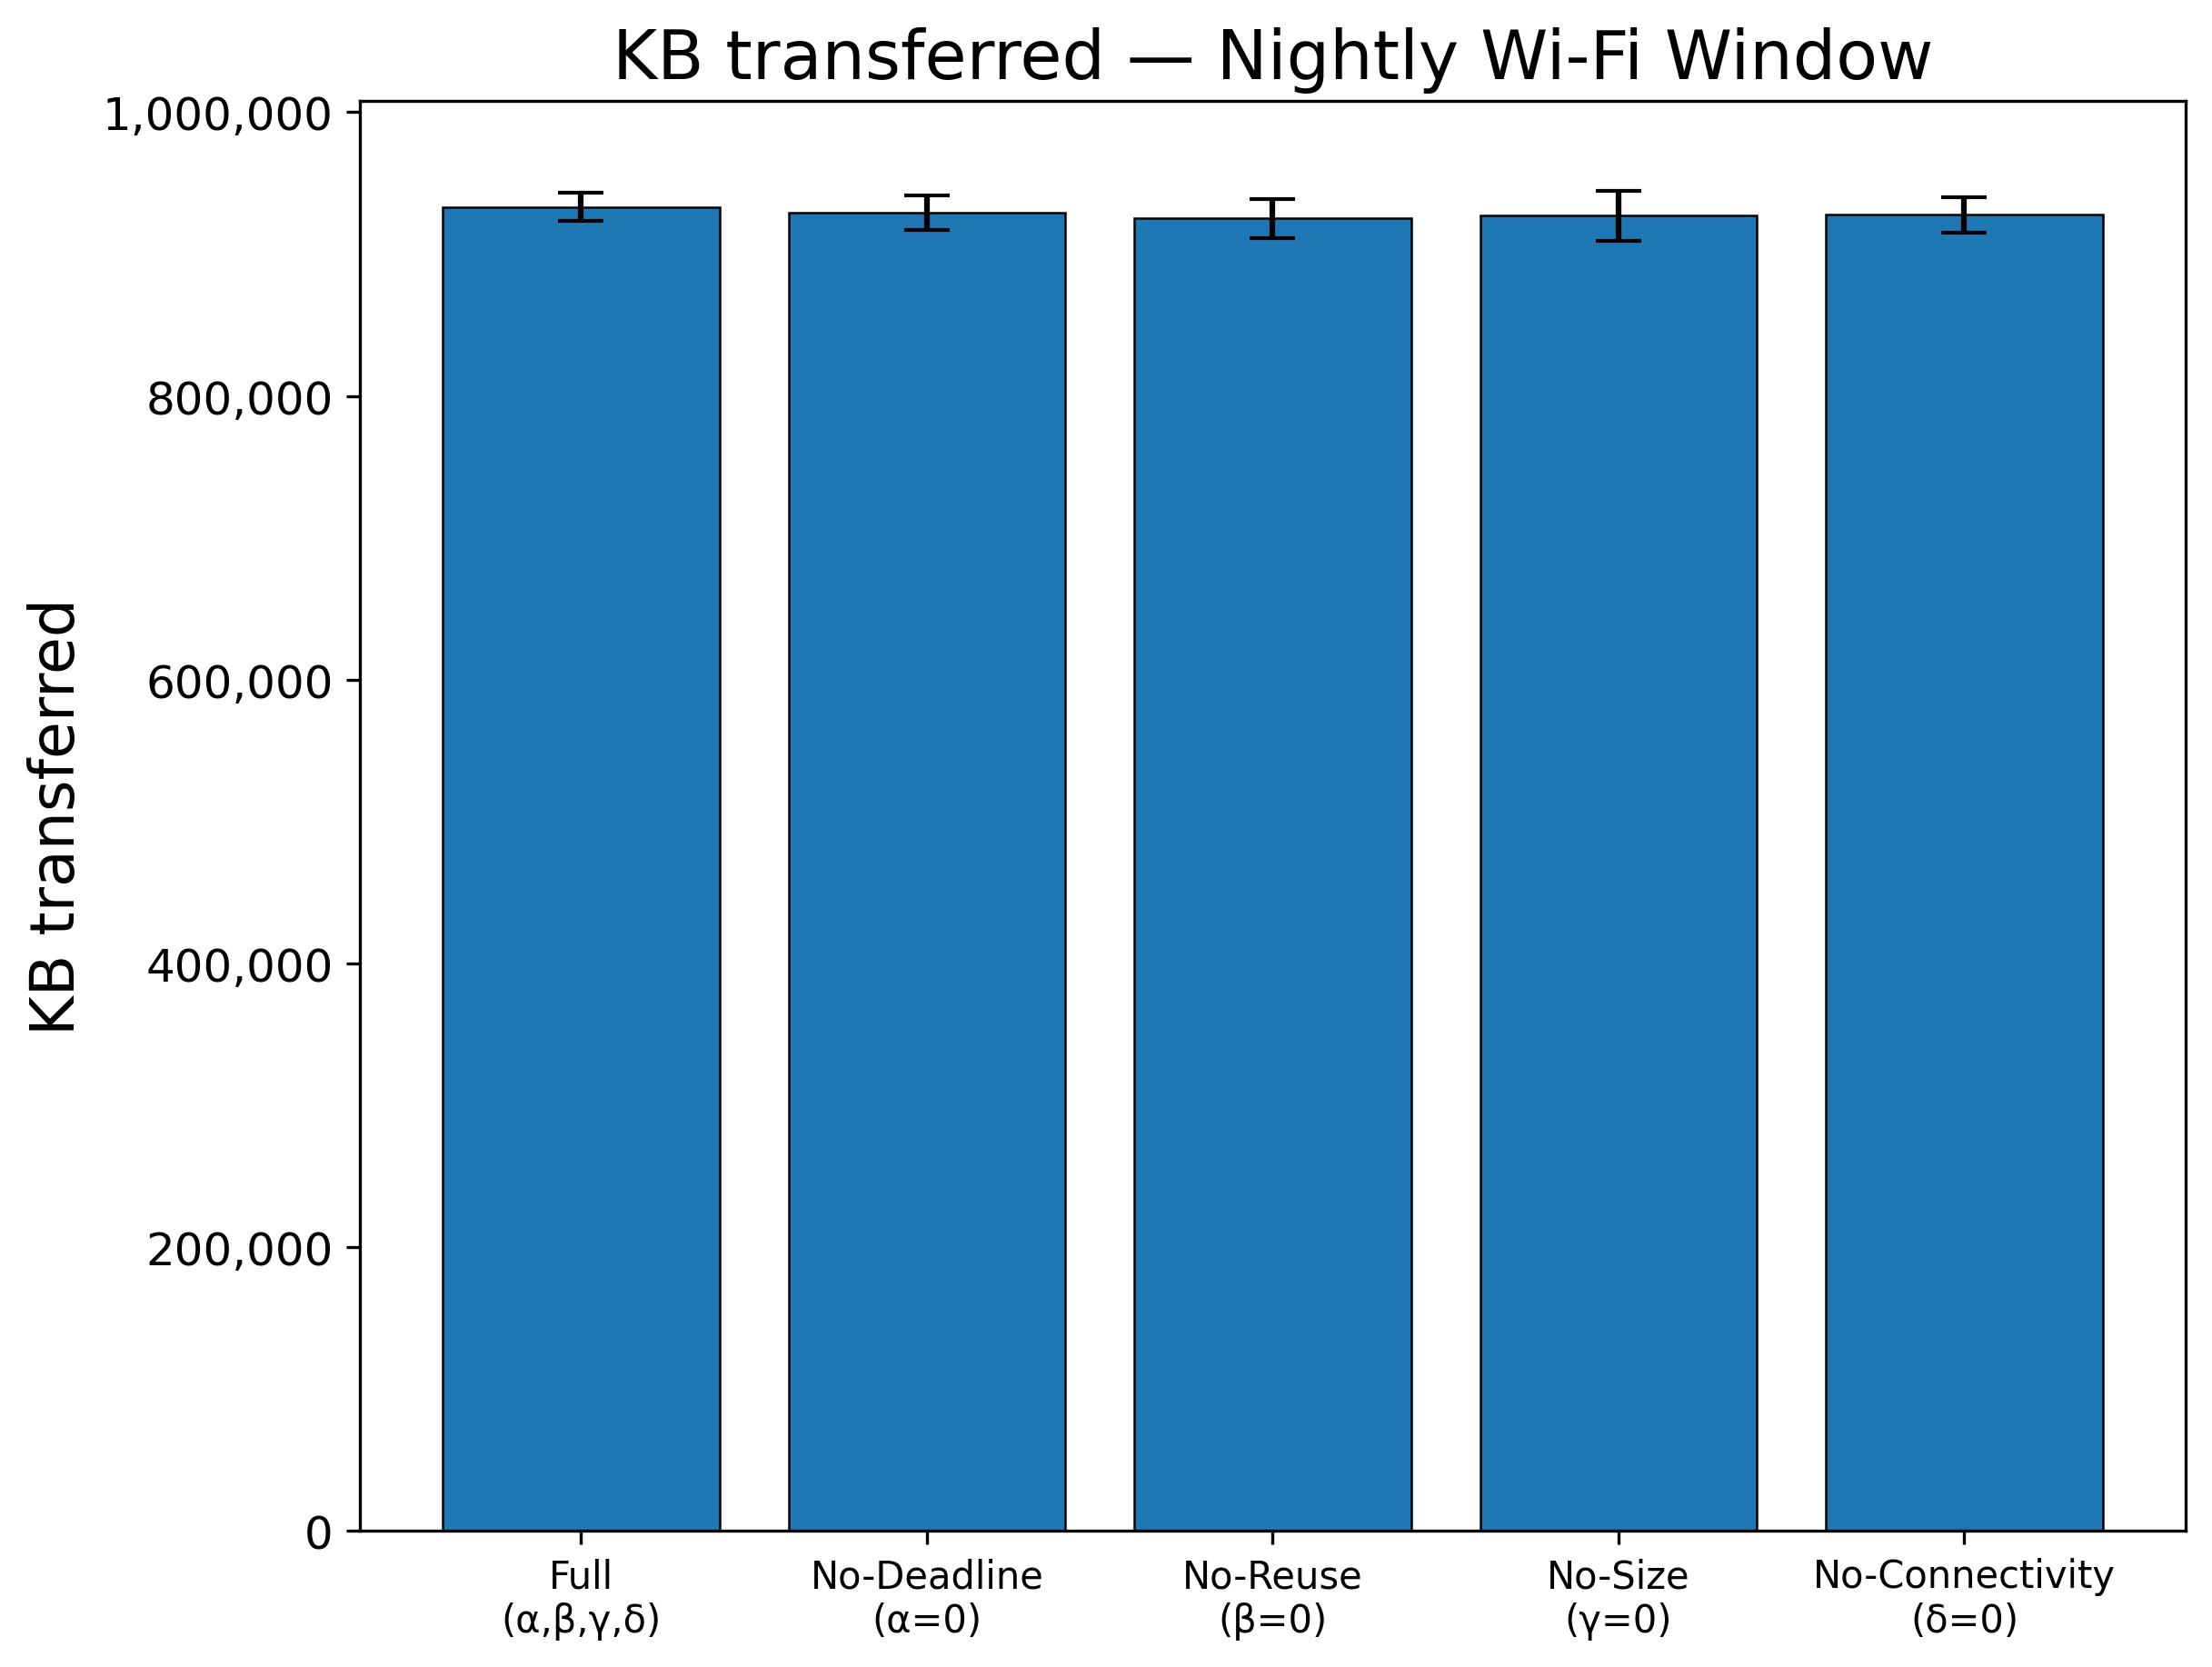 KB transferred — Nightly Wi-Fi Window
KB transferred
1,000,000
800,000
600,000
400,000
200,000
0
Full
(α,β,γ,δ)
No-Deadline
(α=0)
No-Reuse
(β=0)
No-Size
(γ=0)
No-Connectivity
(δ=0)